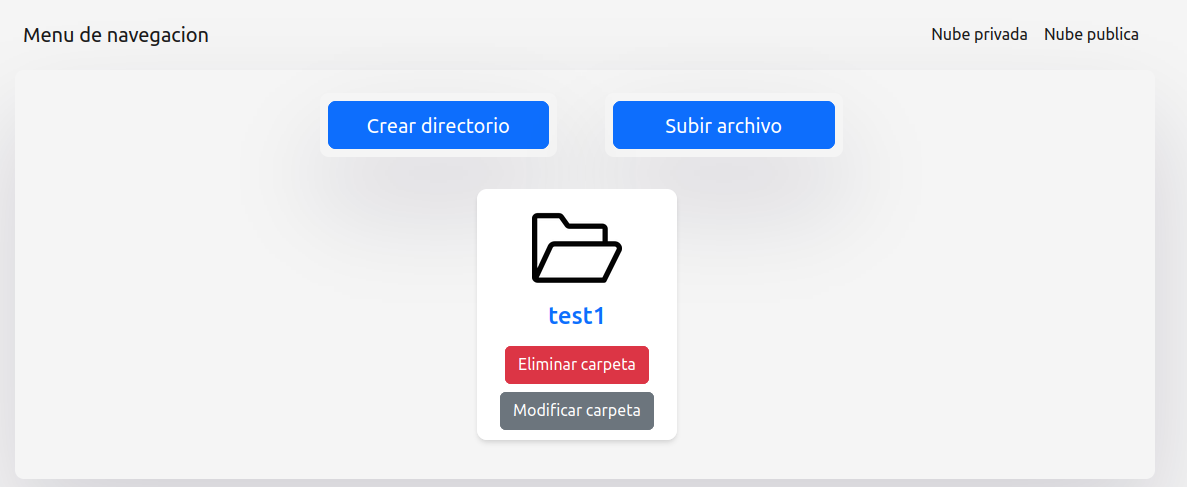 Menu de navegacion
Nube privada
Nube publica
Crear directorio
Subir archivo
test1
Eliminar carpeta
Modificar carpeta